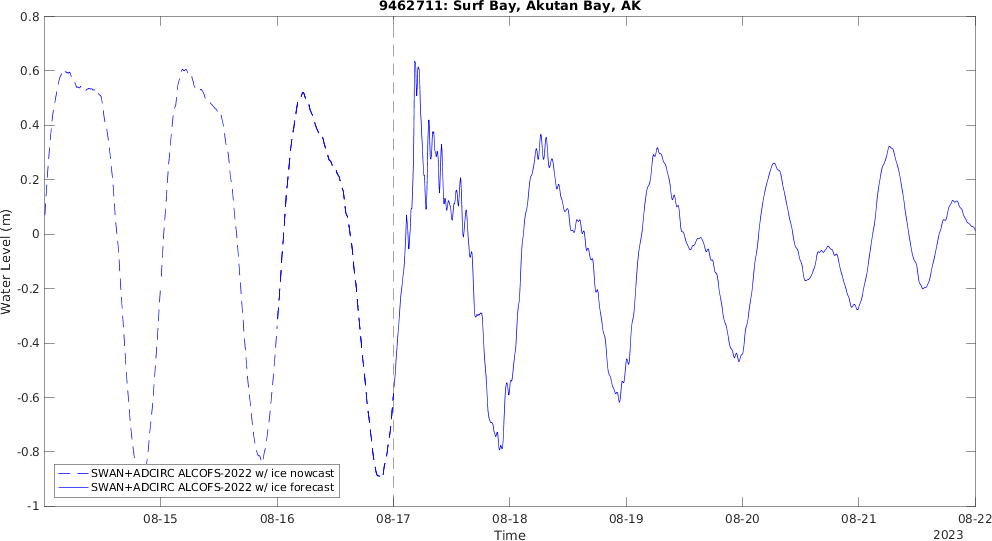 9462711: Surf Bay, Akutan Bay, AK
0.8
0.6
0.4
0.2
0
-0.2
-0.4
-0.6
-0.8
-1
Water Level (m)
SWAN+ADCIRC ALCOFS-2022 w/ ice nowcast
SWAN+ADCIRC ALCOFS-2022 w/ ice forecast
08-15 08-16 08-17 08-18 08-19 08-20 08-21 08-22
Time
2023